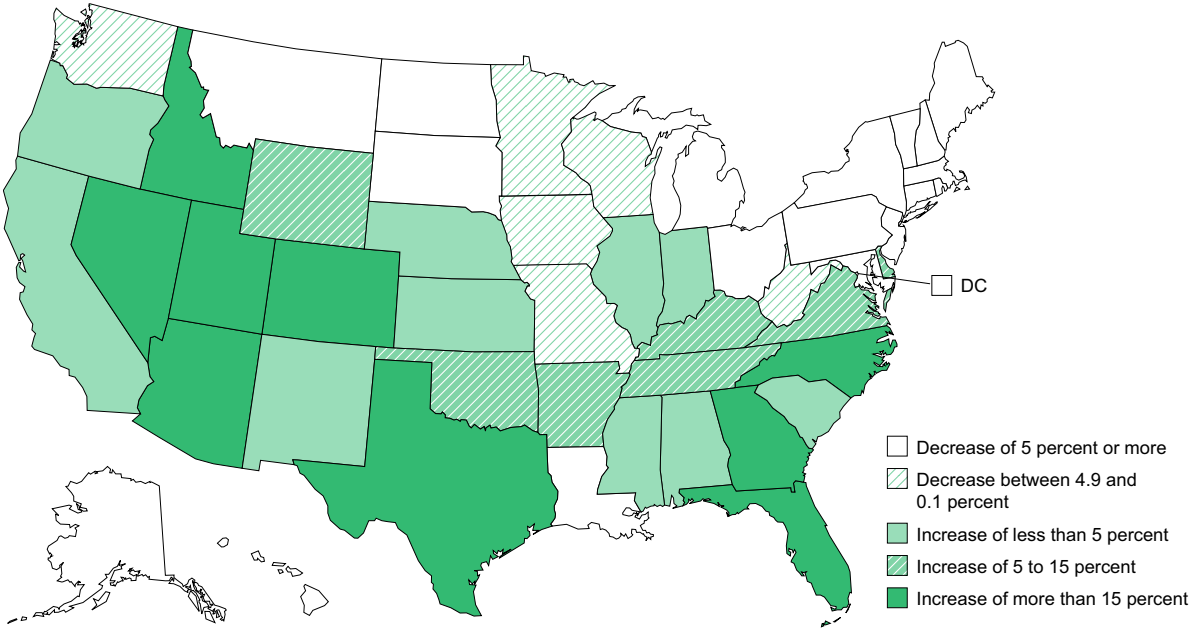 DC
Decrease of 5 percent or more
Decrease between 4.9 and
0.1 percent
Increase of less than 5 percent
Increase of 5 to 15 percent
Increase of more than 15 percent